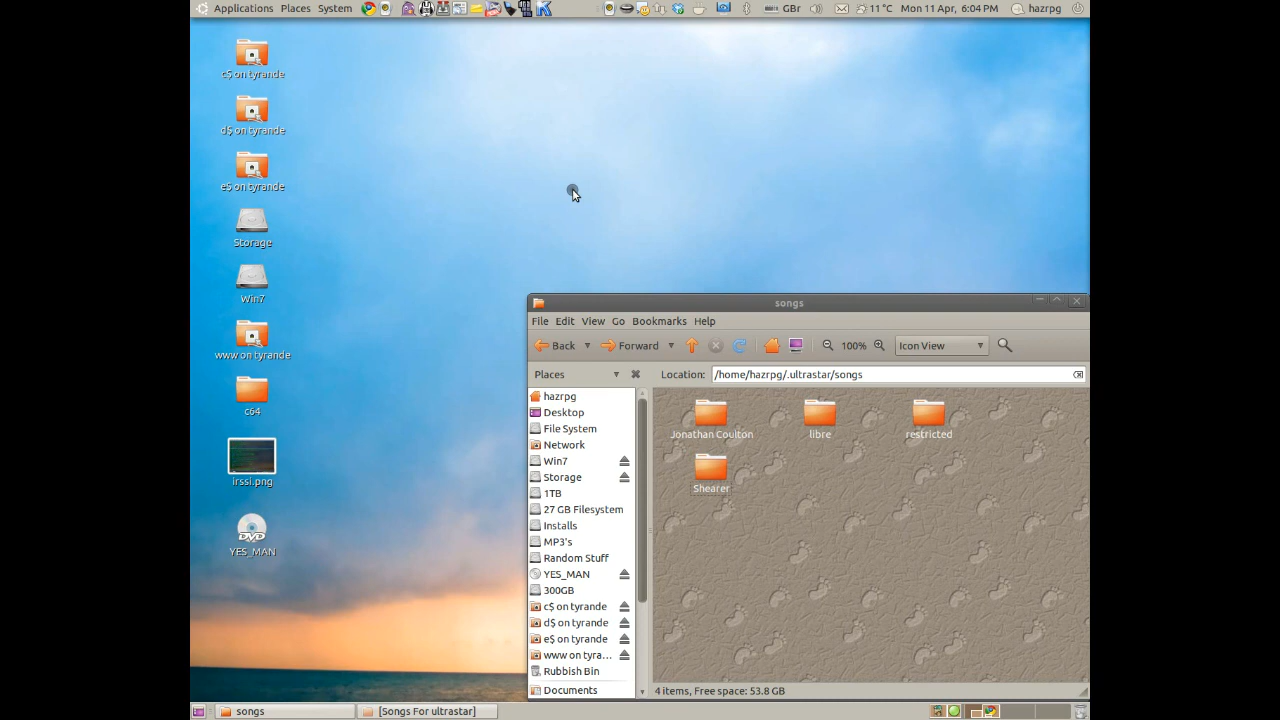 Applications Places System GBr 11 °C Mon 11 Apr, 6:04 PM hazrpg
c$ on tyrande
d$ on tyrande
e$ on tyrande
Storage
Win7
www on tyrande
c64
irssi.png
YES_MAN
songs
File Edit View Go Bookmarks Help
Back Forward 100% Icon View
Places Location: /home/hazrpg/.ultrastar/songs
hazrpg
Desktop
File System
Network
Win7
Storage
1TB
27 GB Filesystem
Installs
MP3's
Random Stuff
YES_MAN
300GB
c$ on tyrande
d$ on tyrande
e$ on tyrande
www on tyra...
Rubbish Bin
Documents
Jonathan Coulton libre restricted
Shearer
4 items, Free space: 53.8 GB
songs [Songs For ultrastar]